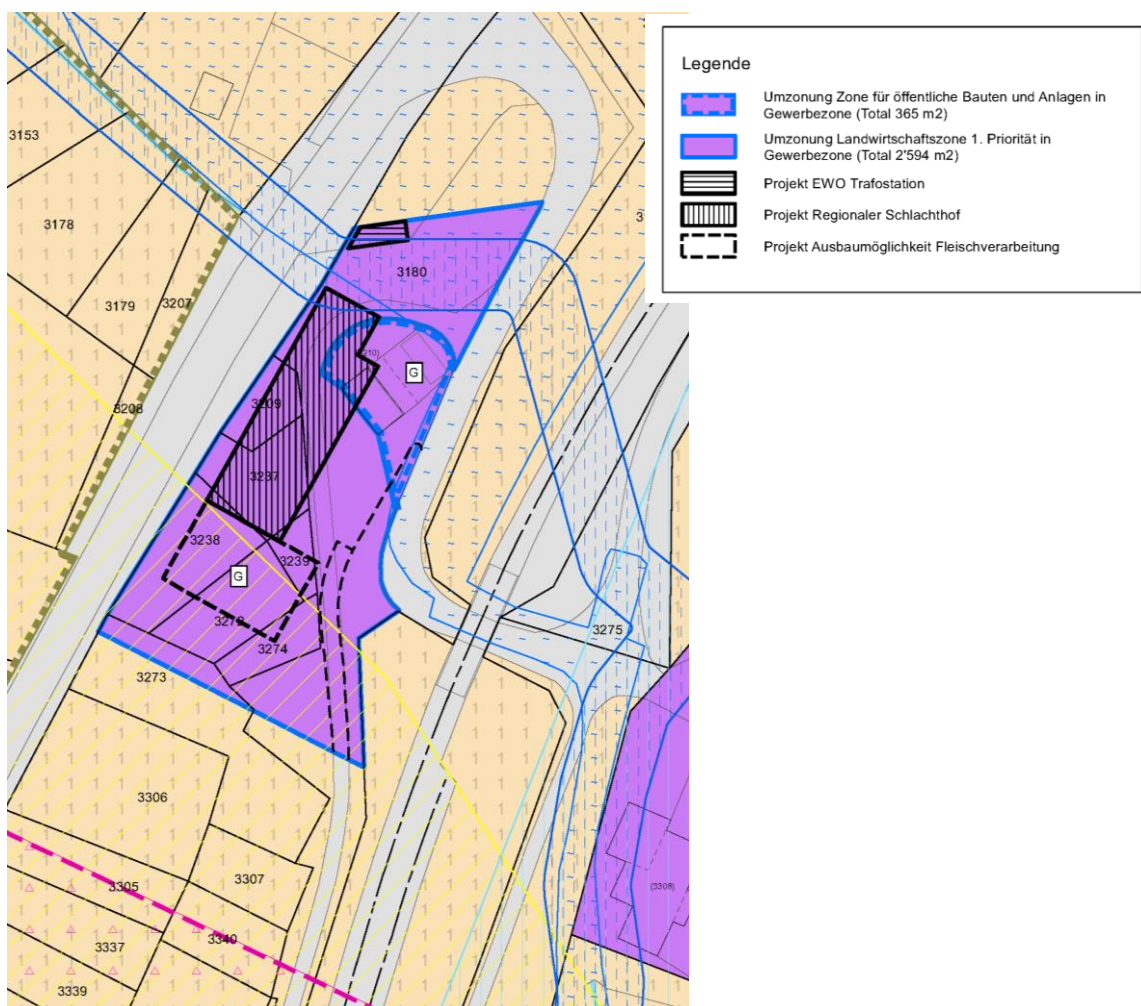 Legende
Umzonung Zone für öffentliche Bauten und Anlagen in
Gewerbezone (Total 365 m2)
Umzonung Landwirtschaftszone 1. Priorität in
Gewerbezone (Total 2'594 m2)
Projekt EWO Trafostation
Projekt Regionaler Schlachthof
Projekt Ausbaumöglichkeit Fleischverarbeitung
3153
3178
3179
3207
3208
3180
G
3209
3237
3238
3239
G
3274
3273
3275
3306
3305
3307
3337
3340
3339
(3308)